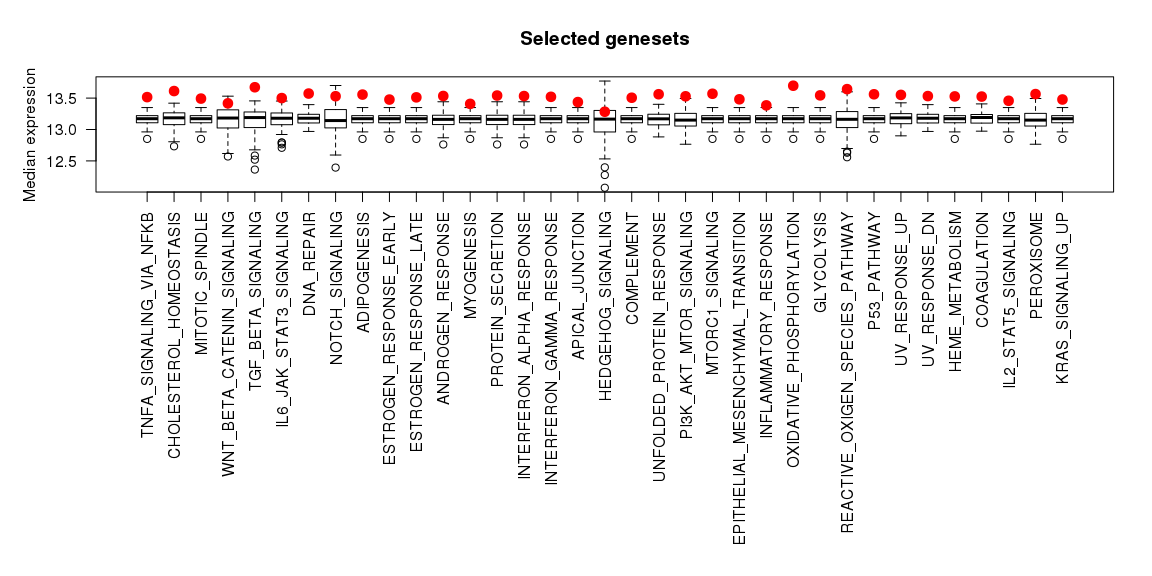 Selected genesets
Median expression
13.5
13.0
12.5
TNFA_SIGNALING_VIA_NFKB
CHOLESTEROL_HOMEOSTASIS
MITOTIC_SPINDLE
WNT_BETA_CATENIN_SIGNALING
TGF_BETA_SIGNALING
IL6_JAK_STAT3_SIGNALING
DNA_REPAIR
NOTCH_SIGNALING
ADIPOGENESIS
ESTROGEN_RESPONSE_EARLY
ESTROGEN_RESPONSE_LATE
ANDROGEN_RESPONSE
MYOGENESIS
PROTEIN_SECRETION
INTERFERON_ALPHA_RESPONSE
INTERFERON_GAMMA_RESPONSE
APICAL_JUNCTION
HEDGEHOG_SIGNALING
COMPLEMENT
UNFOLDED_PROTEIN_RESPONSE
PI3K_AKT_MTOR_SIGNALING
MTORC1_SIGNALING
EPITHELIAL_MESENCHYMAL_TRANSITION
INFLAMMATORY_RESPONSE
OXIDATIVE_PHOSPHORYLATION
GLYCOLYSIS
REACTIVE_OXIGEN_SPECIES_PATHWAY
P53_PATHWAY
UV_RESPONSE_UP
UV_RESPONSE_DN
HEME_METABOLISM
COAGULATION
IL2_STAT5_SIGNALING
PEROXISOME
KRAS_SIGNALING_UP